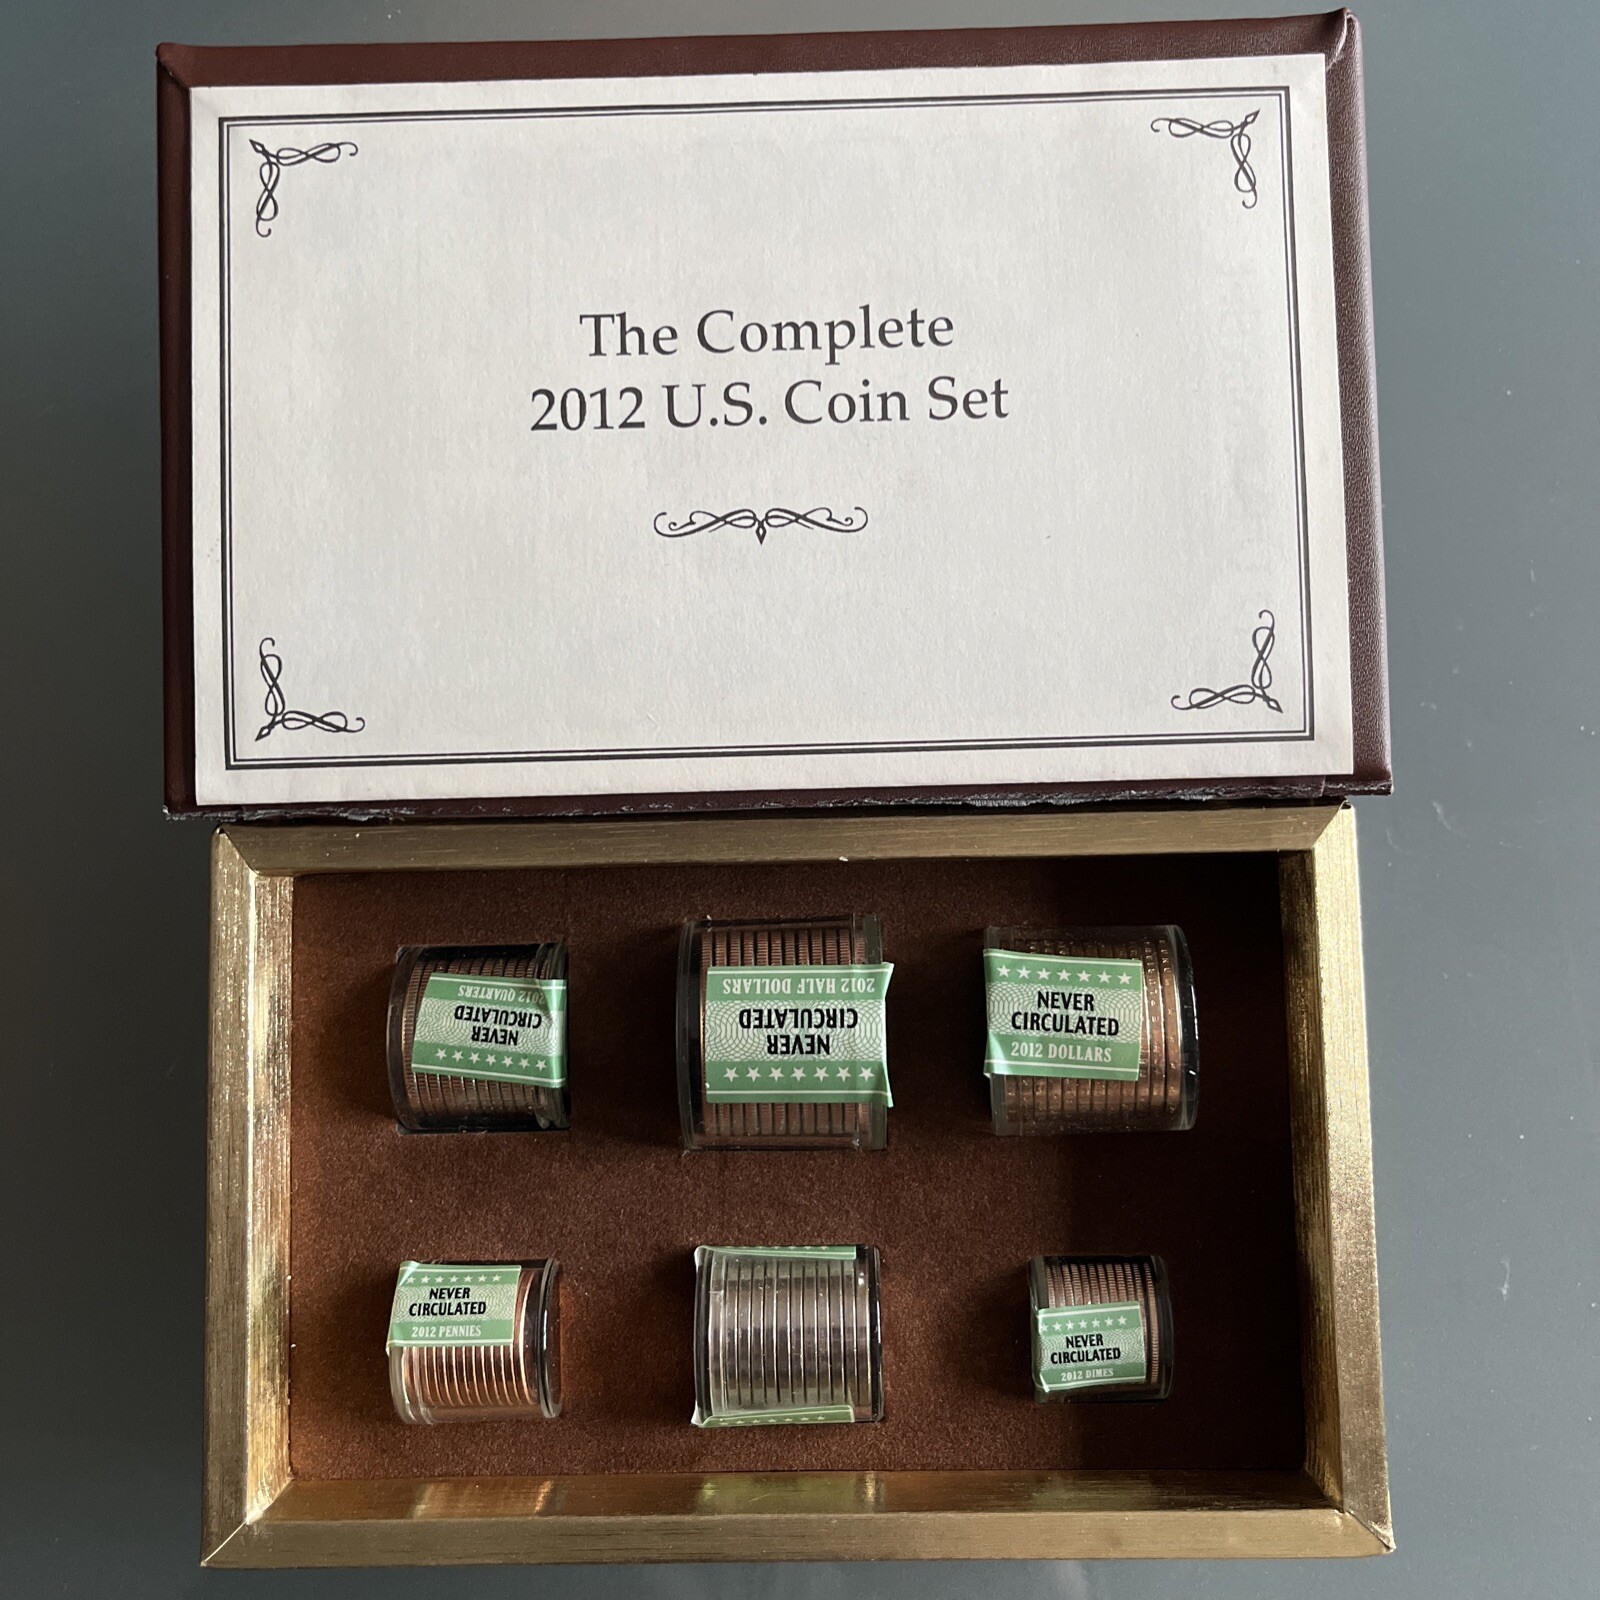 The Complete
2012 U.S. Coin Set
NEVER
CIRCULATED
2012 QUARTERS
NEVER
CIRCULATED
2012 HALF DOLLARS
NEVER
CIRCULATED
2012 DOLLARS
NEVER
CIRCULATED
2012 PENNIES
NEVER
CIRCULATED
2012 DIMES